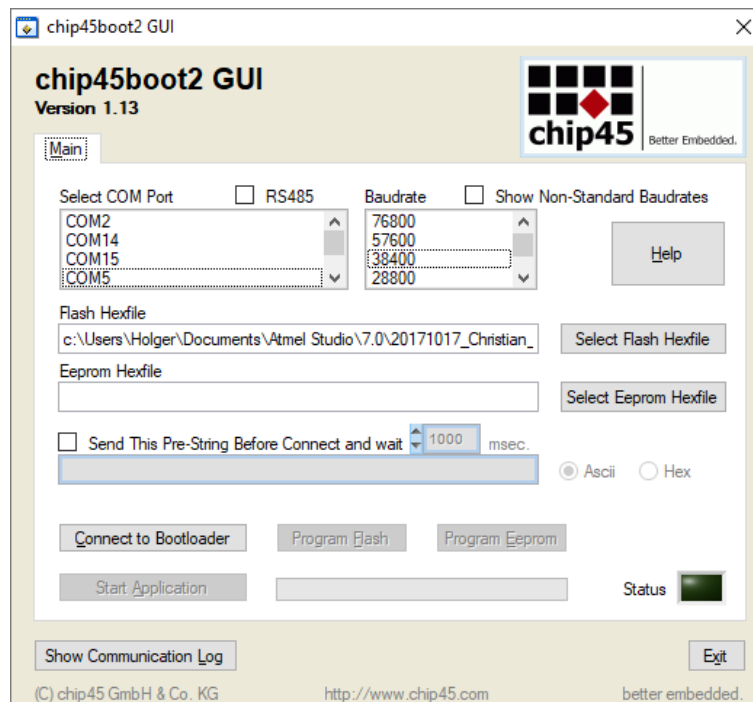 chip45boot2 GUI
chip45boot2 GUI
Version 1.13
chip45
Better Embedded.
Main
Select COM Port
RS485
Baudrate
Show Non-Standard Baudrates
COM2
COM14
COM15
COM5
76800
57600
38400
28800
Help
Flash Hexfile
c:\Users\Holger\Documents\Atmel Studio\7.0\20171017_Christian_
Select Flash Hexfile
Eeprom Hexfile
Select Eeprom Hexfile
Send This Pre-String Before Connect and wait 1000 msec.
Ascii
Hex
Connect to Bootloader
Program Flash
Program Eeprom
Start Application
Status
Show Communication Log
Exit
(C) chip45 GmbH & Co. KG
http://www.chip45.com
better embedded.